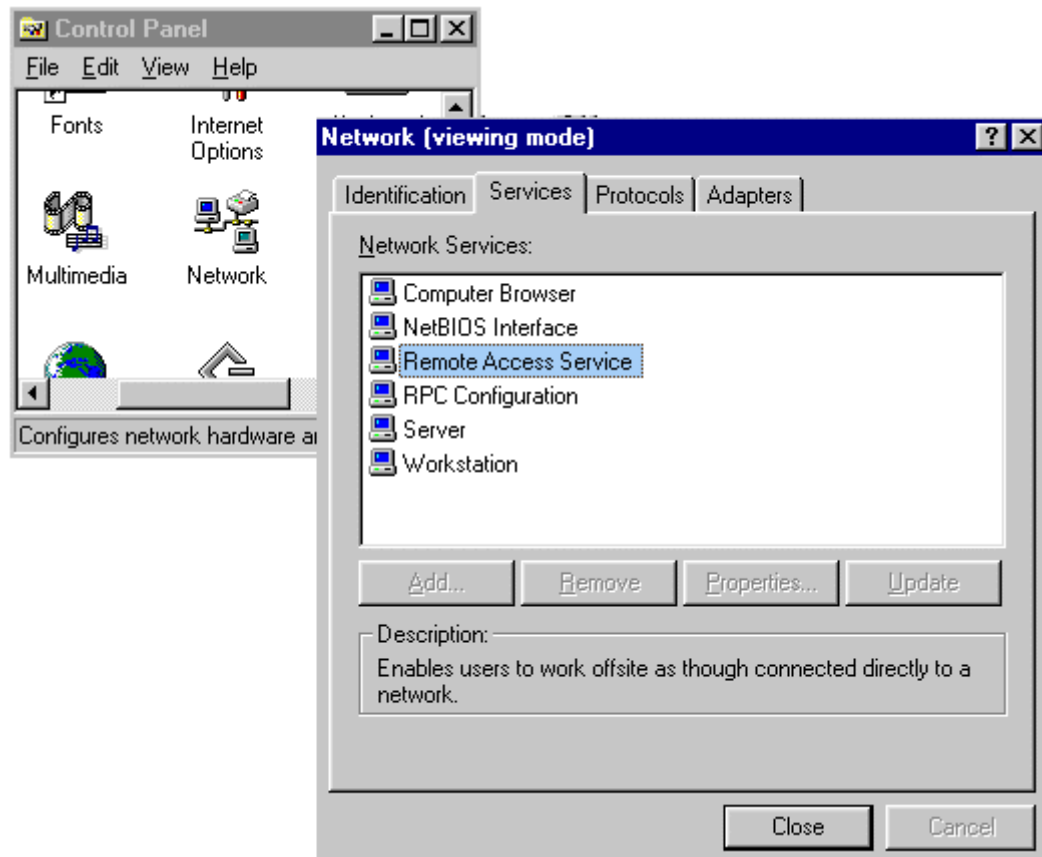 Control Panel
File Edit View Help
Fonts
Internet
Options
Multimedia
Network
Configures network hardware
Network (viewing mode)
Identification Services Protocols Adapters
Network Services:
Computer Browser
NetBIOS Interface
Remote Access Service
RPC Configuration
Server
Workstation
Add... Remove Properties... Update
Description:
Enables users to work offsite as though connected directly to a
network.
Close Cancel